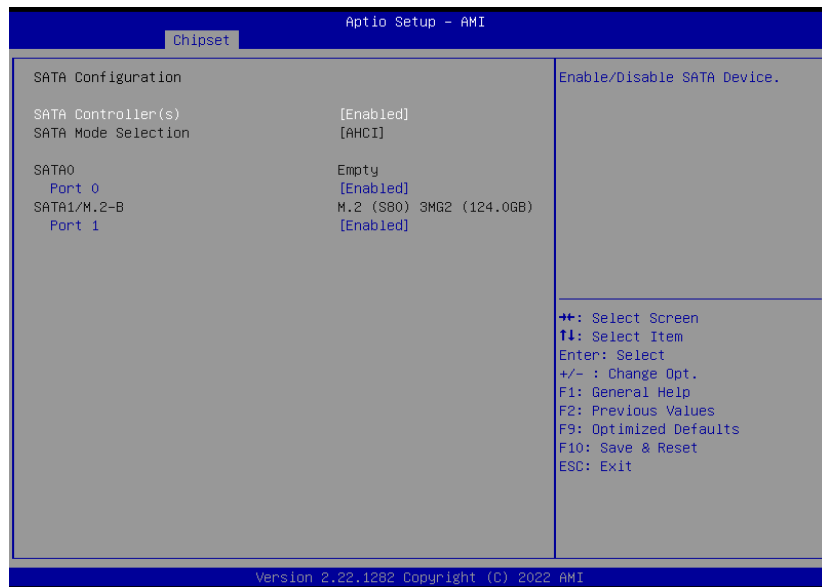 Aptio Setup - AMI
Chipset
SATA Configuration
SATA Controller(s) [Enabled]
SATA Mode Selection [AHCI]
SATA0 Empty
Port 0 [Enabled]
SATA1/M.2-B M.2 (S80) 3MG2 (124.0GB)
Port 1 [Enabled]
Enable/Disable SATA Device.
→←: Select Screen
↑↓: Select Item
Enter: Select
+/- : Change Opt.
F1: General Help
F2: Previous Values
F9: Optimized Defaults
F10: Save & Reset
ESC: Exit
Version 2.22.1282 Copyright (C) 2022 AMI